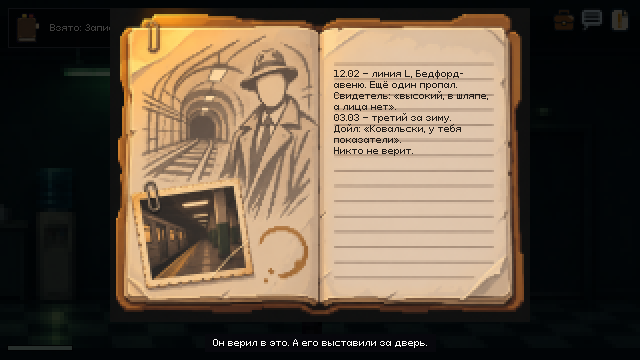 Взято: Запи
12.02 – линия L, Бедфорд-
авеню. Ещё один пропал.
Свидетель: «высокий, в шляпе,
а лица нет».
03.03 – третий за зиму.
Дойл: «Ковальски, у тебя
показатели».
Никто не верит.
Он верил в это. А его выставили за дверь.